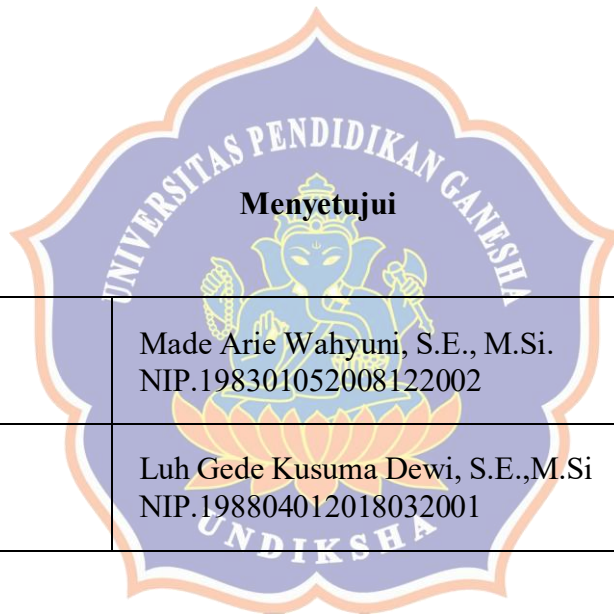 UNIVERSITAS PENDIDIKAN GANESHA
Menyetujui
Made Arie Wahyuni, S.E., M.Si.
NIP.198301052008122002
Luh Gede Kusuma Dewi, S.E.,M.Si
NIP.198804012018032001
UNDIKSHA